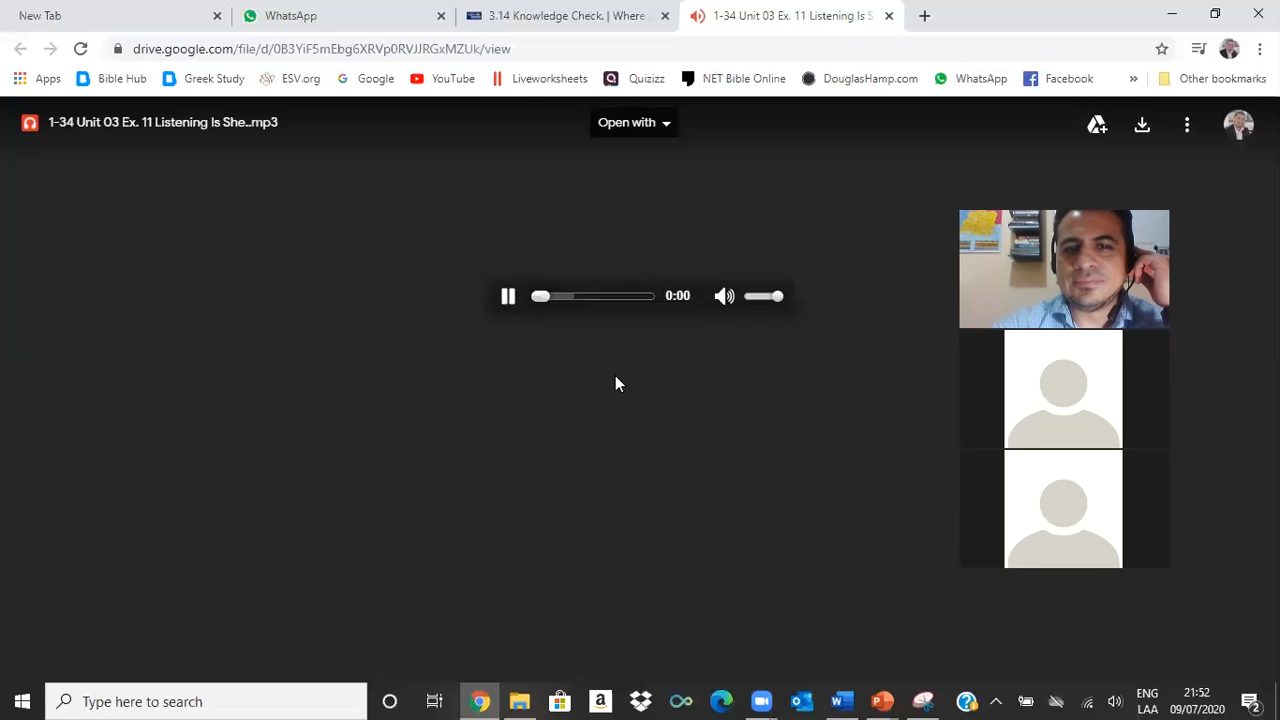 New Tab
WhatsApp
3.14 Knowledge Check. | Where
1-34 Unit 03 Ex. 11 Listening Is S
drive.google.com/file/d/0B3YiF5mEbg6XRVp0RVJJRGxMZUk/view
Apps Bible Hub Greek Study ESV.org Google YouTube Liveworksheets Quizizz NET Bible Online DouglasHamp.com WhatsApp Facebook » Other bookmarks
1-34 Unit 03 Ex. 11 Listening Is She..mp3
Open with
0:00
Type here to search
ENG
LAA
21:52
09/07/2020
2